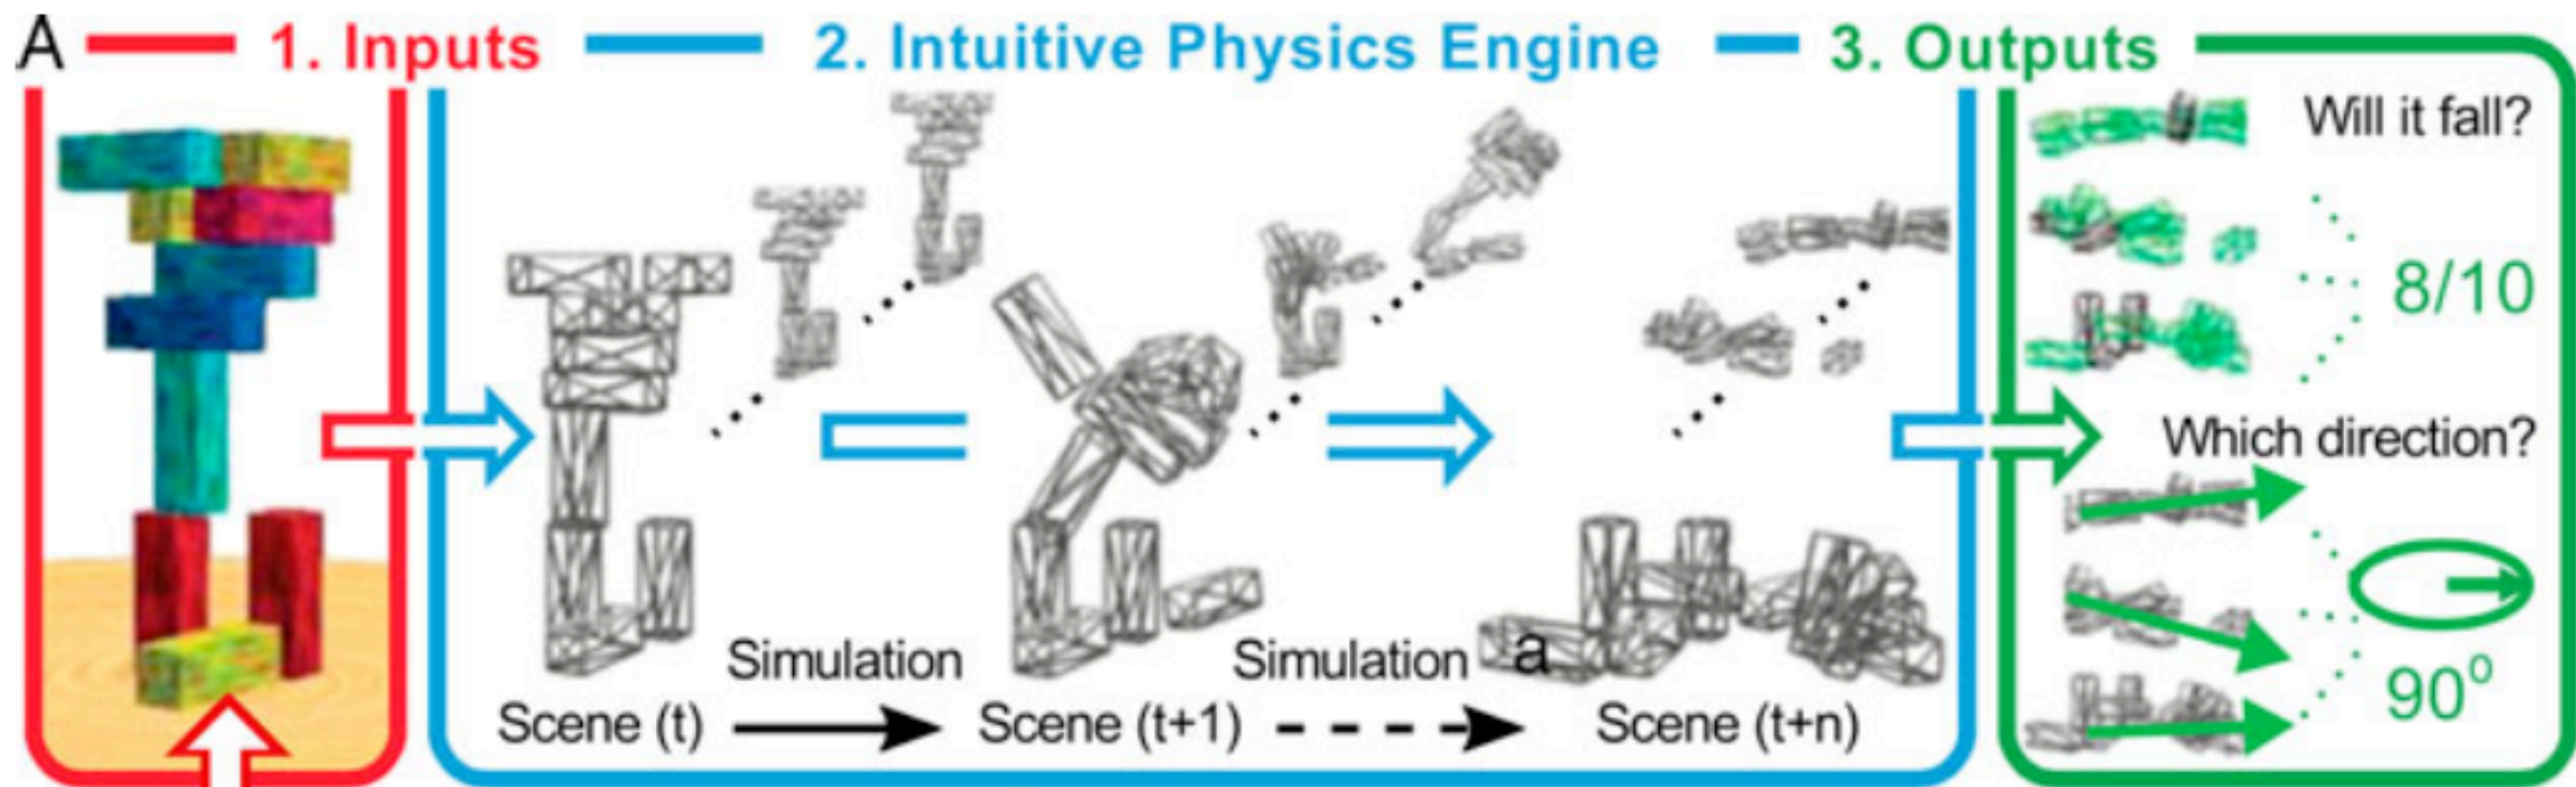 A
1. Inputs
2. Intuitive Physics Engine
3. Outputs
Simulation
Simulation
a
Scene (t)
Scene (t+1)
Scene (t+n)
Will it fall?
8/10
Which direction?
90°